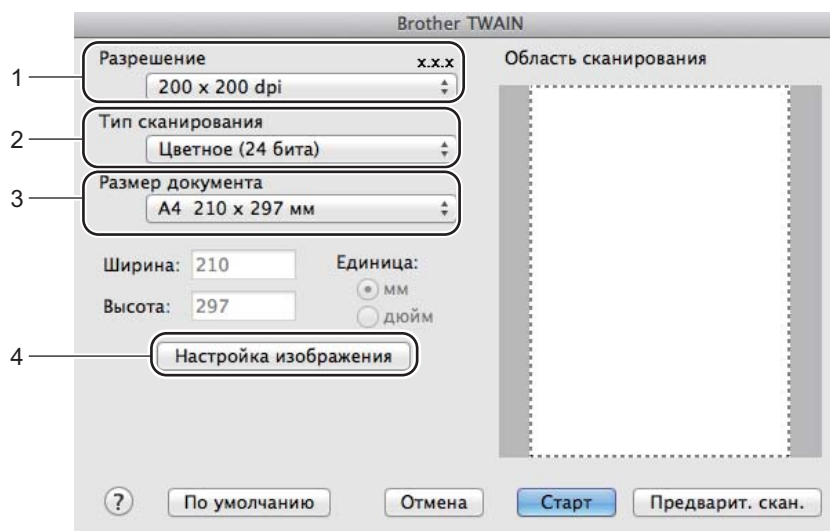 Brother TWAIN
1
Разрешение
x.x.x
200 x 200 dpi
2
Тип сканирования
Цветное (24 бита)
3
Размер документа
A4 210 x 297 мм
Ширина: 210
Высота: 297
Единица:
мм
дюйм
4
Настройка изображения
Область сканирования
?
По умолчанию
Отмена
Старт
Предварит. скан.